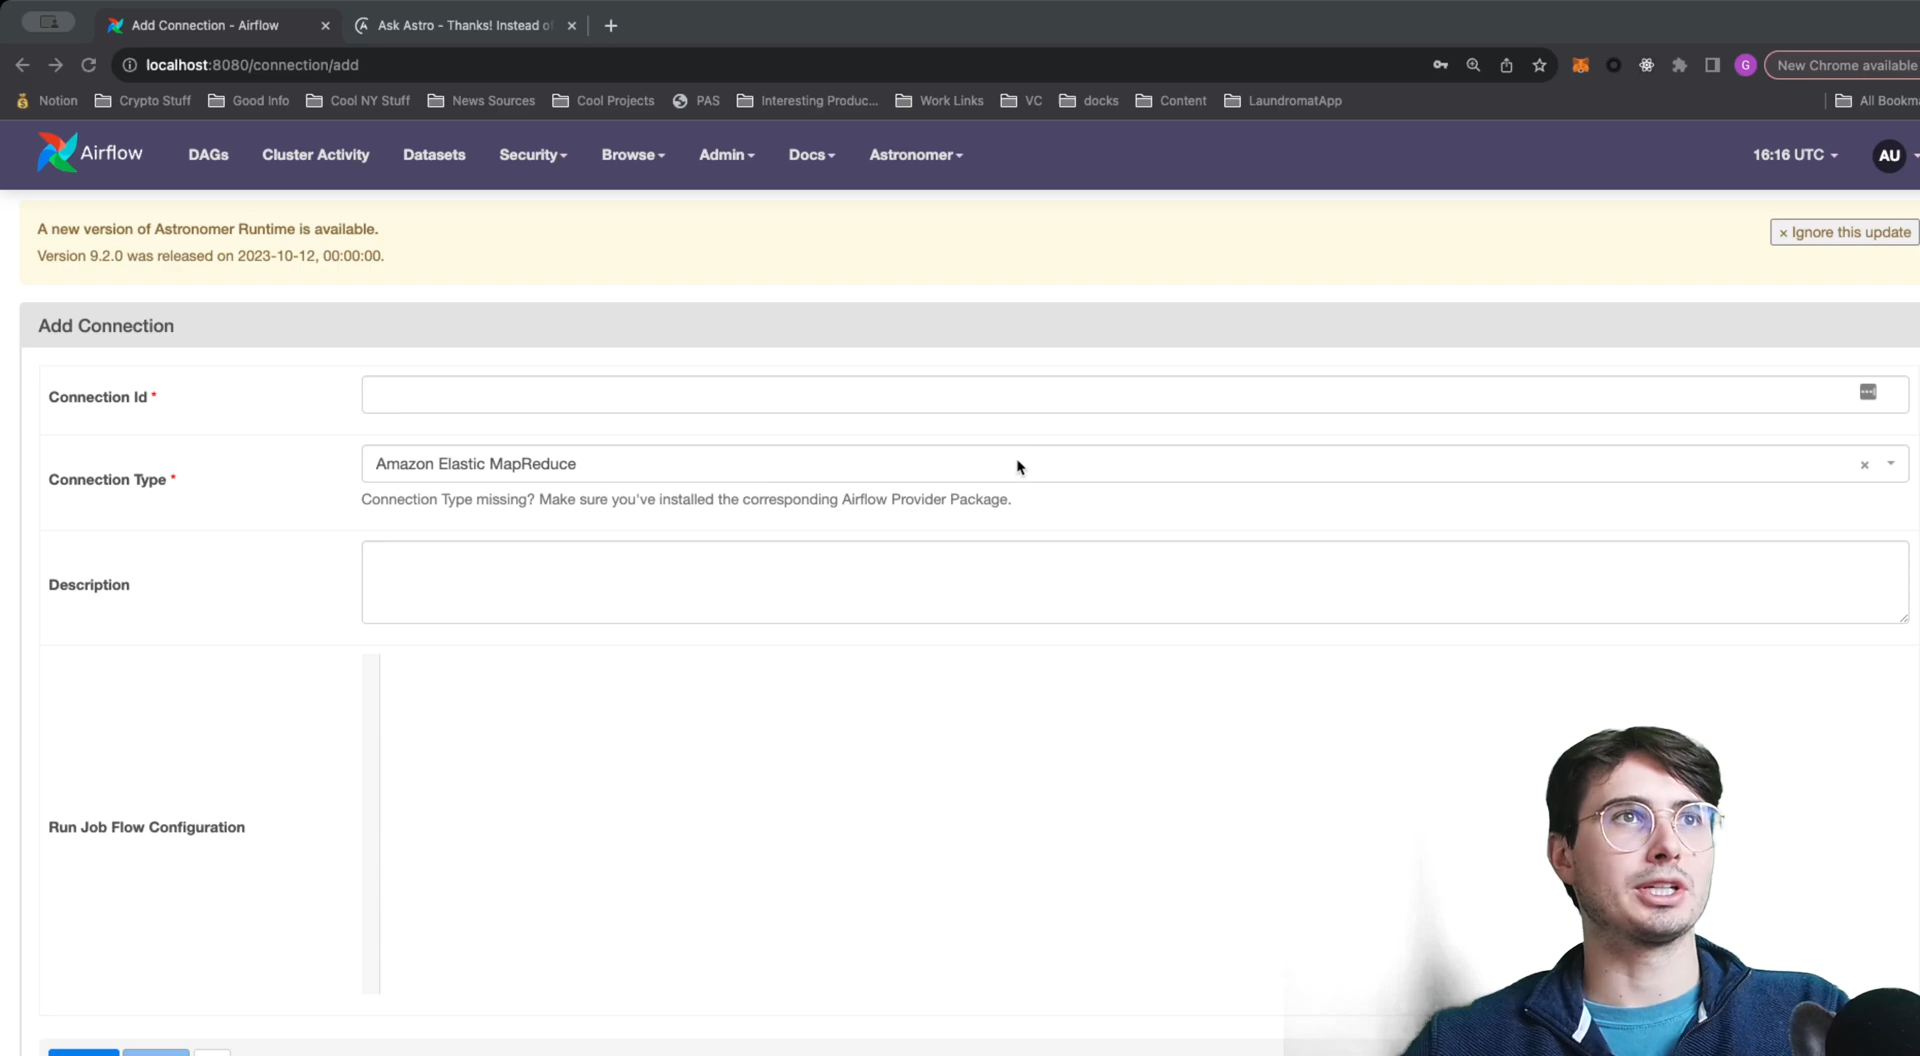 Add Connection - Airflow
Ask Astro - Thanks! Instead of
localhost:8080/connection/add
G
New Chrome available
Notion
Crypto Stuff
Good Info
Cool NY Stuff
News Sources
Cool Projects
PAS
Interesting Produc...
Work Links
VC
docks
Content
LaundromatApp
All Bookma
Airflow
DAGs
Cluster Activity
Datasets
Security
Browse
Admin
Docs
Astronomer
16:16 UTC
AU
A new version of Astronomer Runtime is available.
Version 9.2.0 was released on 2023-10-12, 00:00:00.
× Ignore this update
Add Connection
Connection Id *
Connection Type *
Amazon Elastic MapReduce
Connection Type missing? Make sure you've installed the corresponding Airflow Provider Package.
Description
Run Job Flow Configuration